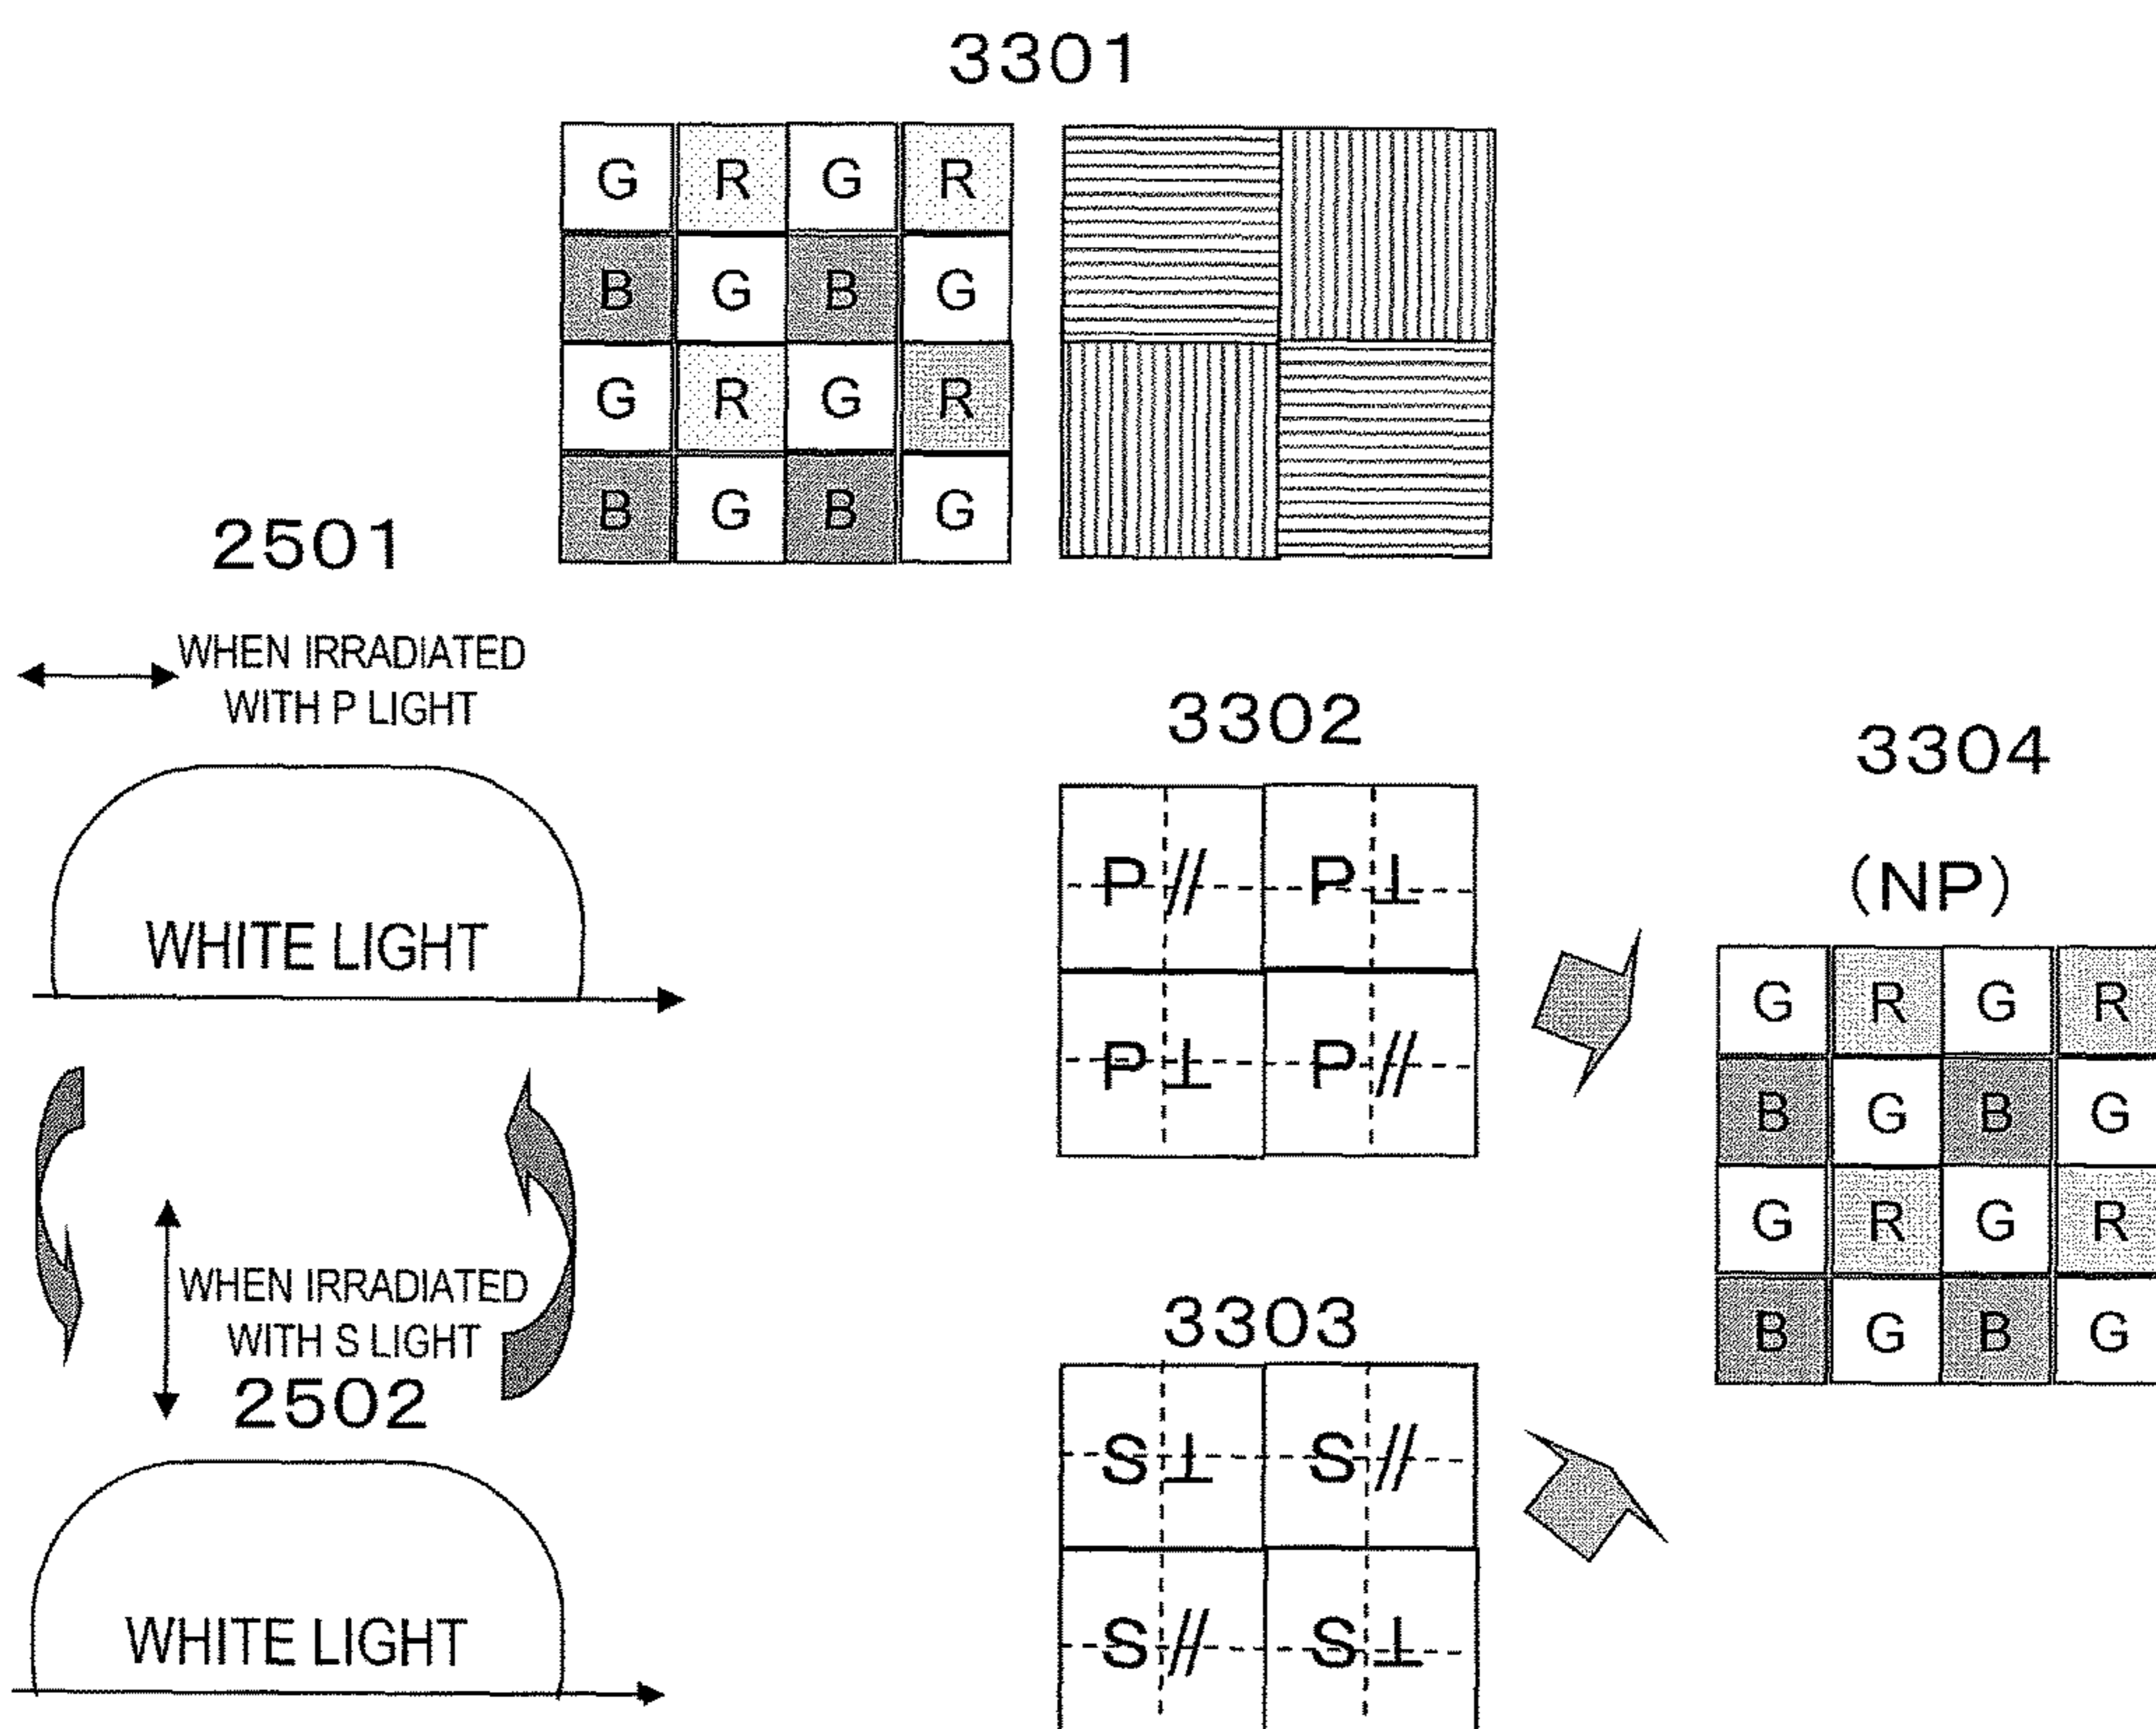 3301
G R G R
B G B G
G R G R
B G B G
2501
WHEN IRRADIATED
WITH P LIGHT
WHITE LIGHT
WHEN IRRADIATED
WITH S LIGHT
2502
WHITE LIGHT
3302
P// P⊥
P⊥ P//
3303
S⊥ S//
S// S⊥
3304
(NP)
G R G R
B G B G
G R G R
B G B G